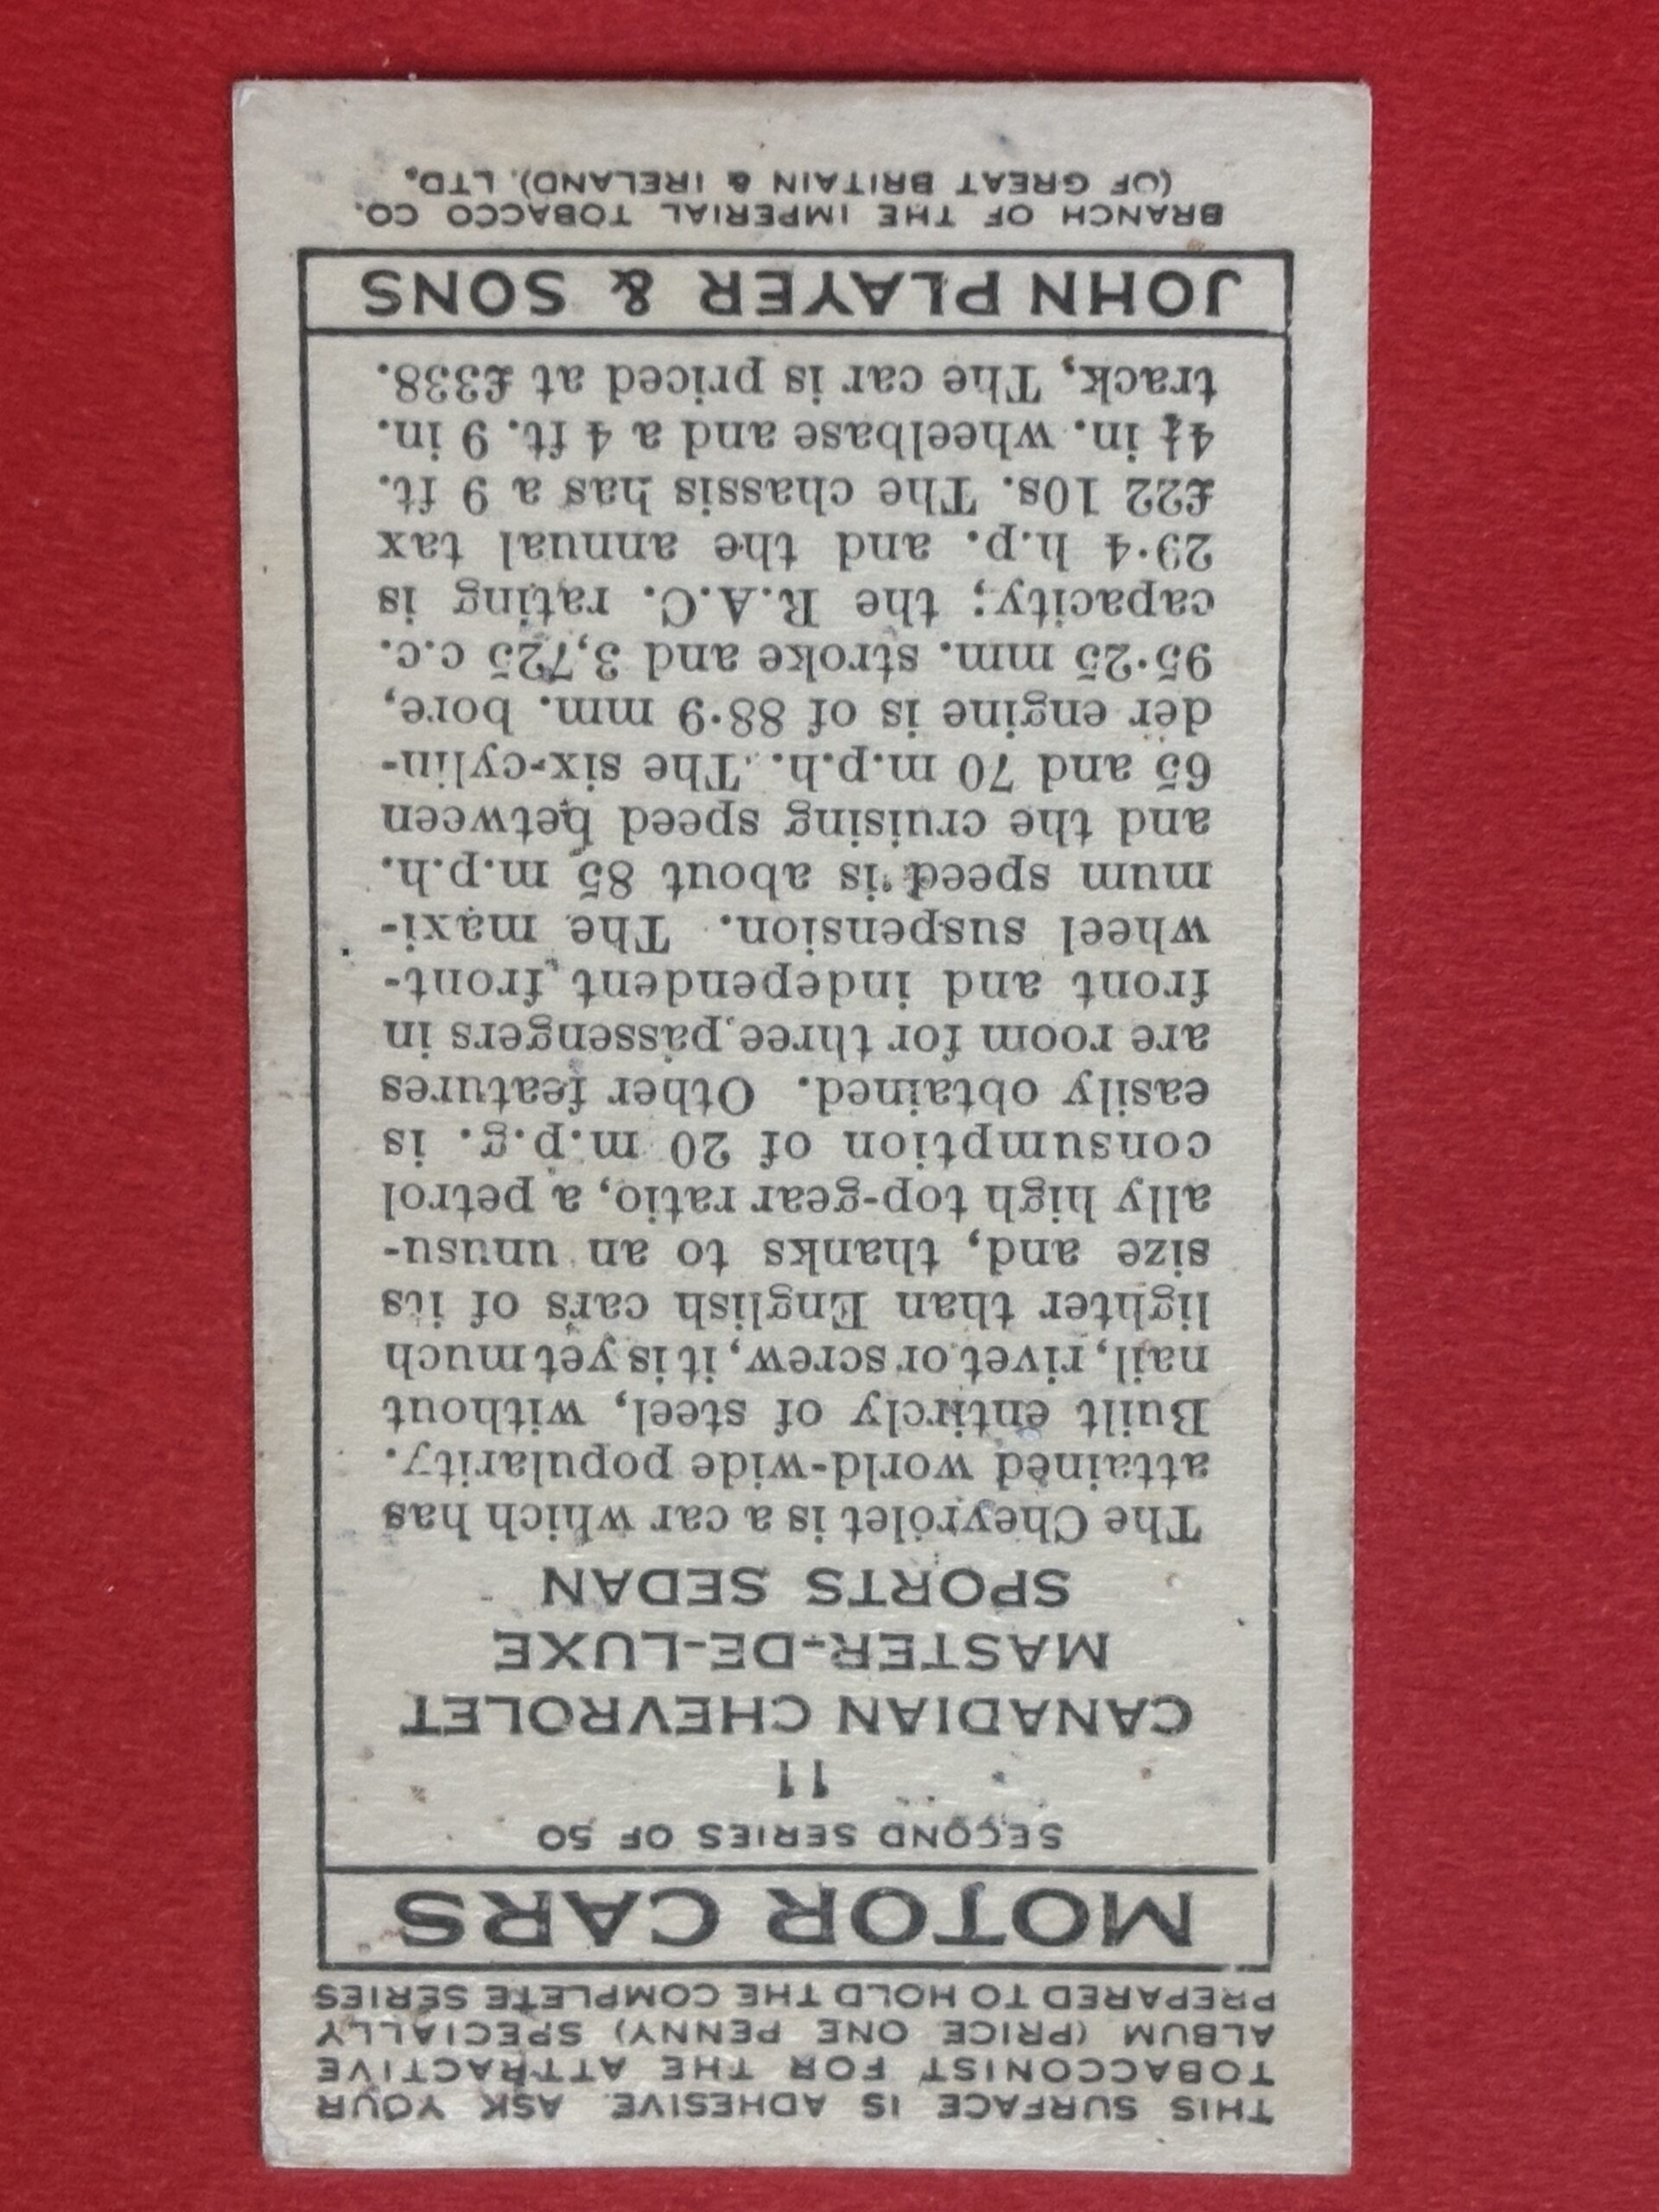 THIS SURFACE IS ADHESIVE. ASK YOUR
TOBACCONIST FOR THE ATTRACTIVE
ALBUM (PRICE ONE PENNY) SPECIALLY
PREPARED TO HOLD THE COMPLETE SERIES
MOTOR CARS
SECOND SERIES OF 50
11
CANADIAN CHEVROLET
MASTER-DE-LUXE
SPORTS SEDAN
The Chevrolet is a car which has
attained world-wide popularity.
Built entirely of steel, without
nail, rivet or screw, it is yet much
lighter than English cars of its
size and, thanks to an unusu-
ally high top-gear ratio, a petrol
consumption of 20 m.p.g. is
easily obtained. Other features
are room for three passengers in
front and independent front-
wheel suspension. The maxi-
mum speed is about 85 m.p.h.
and the cruising speed between
65 and 70 m.p.h. The six-cylin-
der engine is of 88·9 mm. bore,
95·25 mm. stroke and 3,725 c.c.
capacity; the R.A.C. rating is
29·4 h.p. and the annual tax
£22 10s. The chassis has a 9 ft.
in. wheelbase and a 4 ft. 9 in.
track, The car is priced at £338.
JOHN PLAYER & SONS
BRANCH OF THE IMPERIAL TOBACCO CO.
(OF GREAT BRITAIN & IRELAND), LTD.